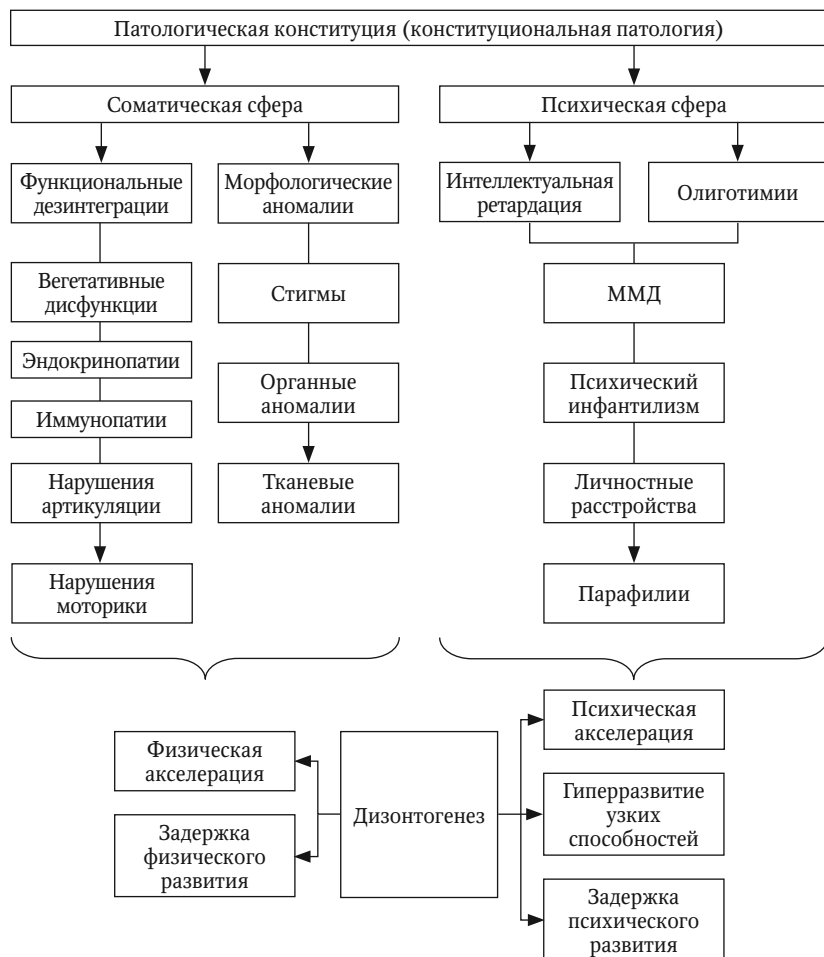 Патологическая конституция (конституциональная патология)
Соматическая сфера
Психическая сфера
Функциональные
дезинтеграции
Морфологические
аномалии
Интеллектуальная
ретардация
Олиготимии
Вегетативные
дисфункции
Стигмы
ММД
Эндокринопатии
Органные
аномалии
Психический
инфантилизм
Иммунопатии
Нарушения
артикуляции
Тканевые
аномалии
Личностные
расстройства
Нарушения
моторики
Парафилии
Физическая
акселерация
Задержка
физического
развития
Дизонтогенез
Психическая
акселерация
Гиперразвитие
узких
способностей
Задержка
психического
развития